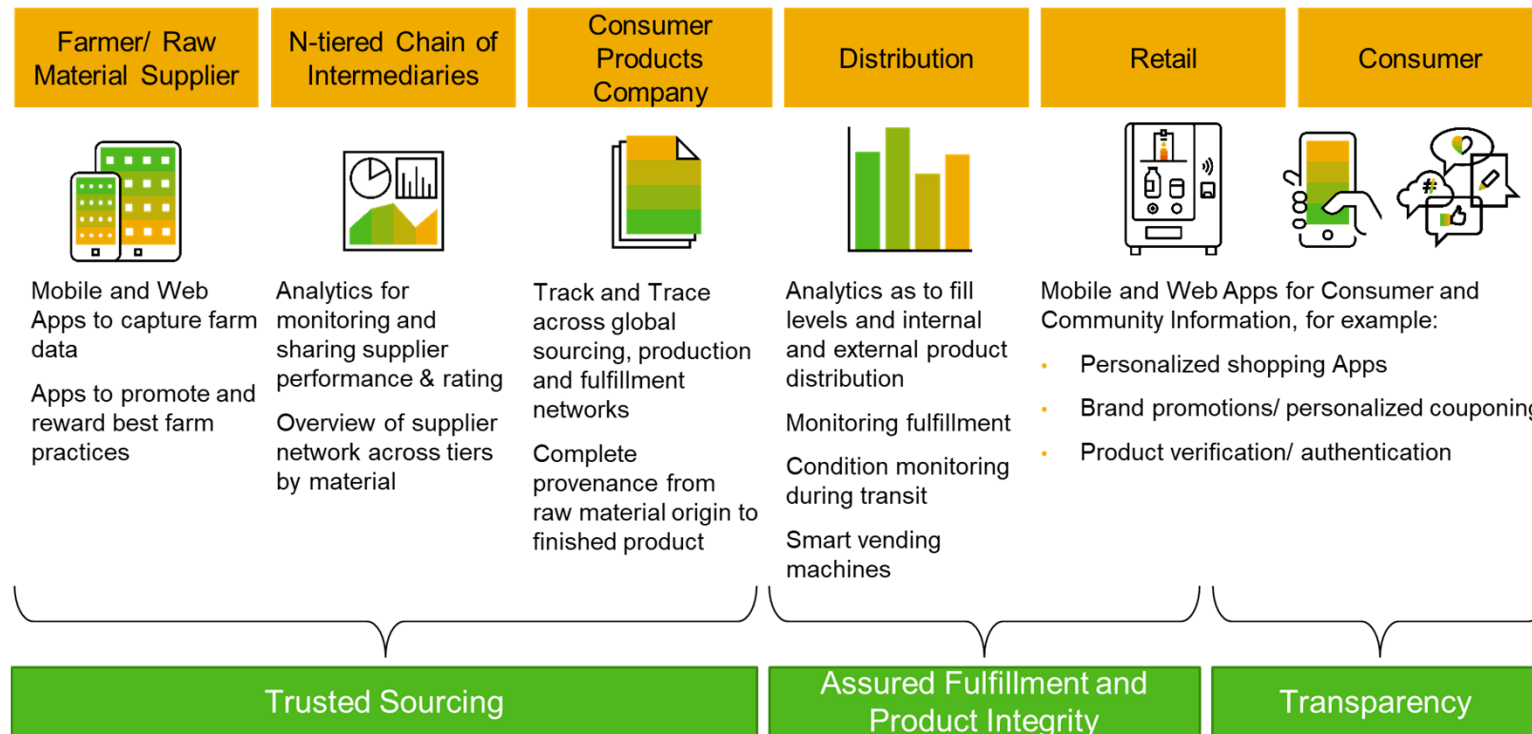 Farmer/ Raw
Material Supplier
N-tiered Chain of
Intermediaries
Consumer
Products
Company
Distribution
Retail
Consumer
#
Mobile and Web
Apps to capture farm
data
Apps to promote and
reward best farm
practices
Analytics for
monitoring and
sharing supplier
performance & rating
Overview of supplier
network across tiers
by material
Track and Trace
across global
sourcing, production
and fulfillment
networks
Complete
provenance from
raw material origin to
finished product
Analytics as to fill
levels and internal
and external product
distribution
Monitoring fulfillment
Condition monitoring
during transit
Smart vending
machines
Mobile and Web Apps for Consumer and
Community Information, for example:
• Personalized shopping Apps
• Brand promotions/ personalized couponing
• Product verification/ authentication
Trusted Sourcing
Assured Fulfillment and
Product Integrity
Transparency